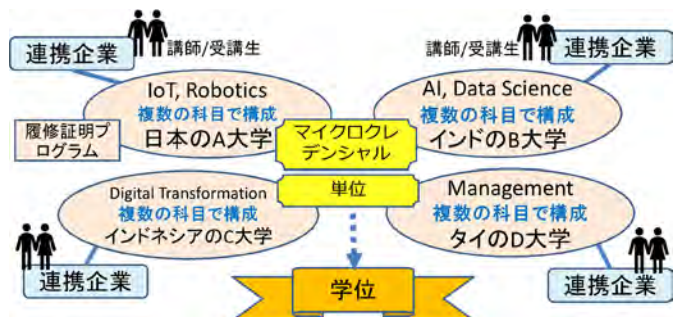 連携企業
講師/受講生
講師/受講生
連携企業
IoT, Robotics
複数の科目で構成
日本のA大学
AI, Data Science
複数の科目で構成
インドのB大学
履修証明プ
ログラム
マイクロクレ
デンシャル
単位
Digital Transformation
複数の科目で構成
インドネシアのC大学
Management
複数の科目で構成
タイのD大学
連携企業
連携企業
学位